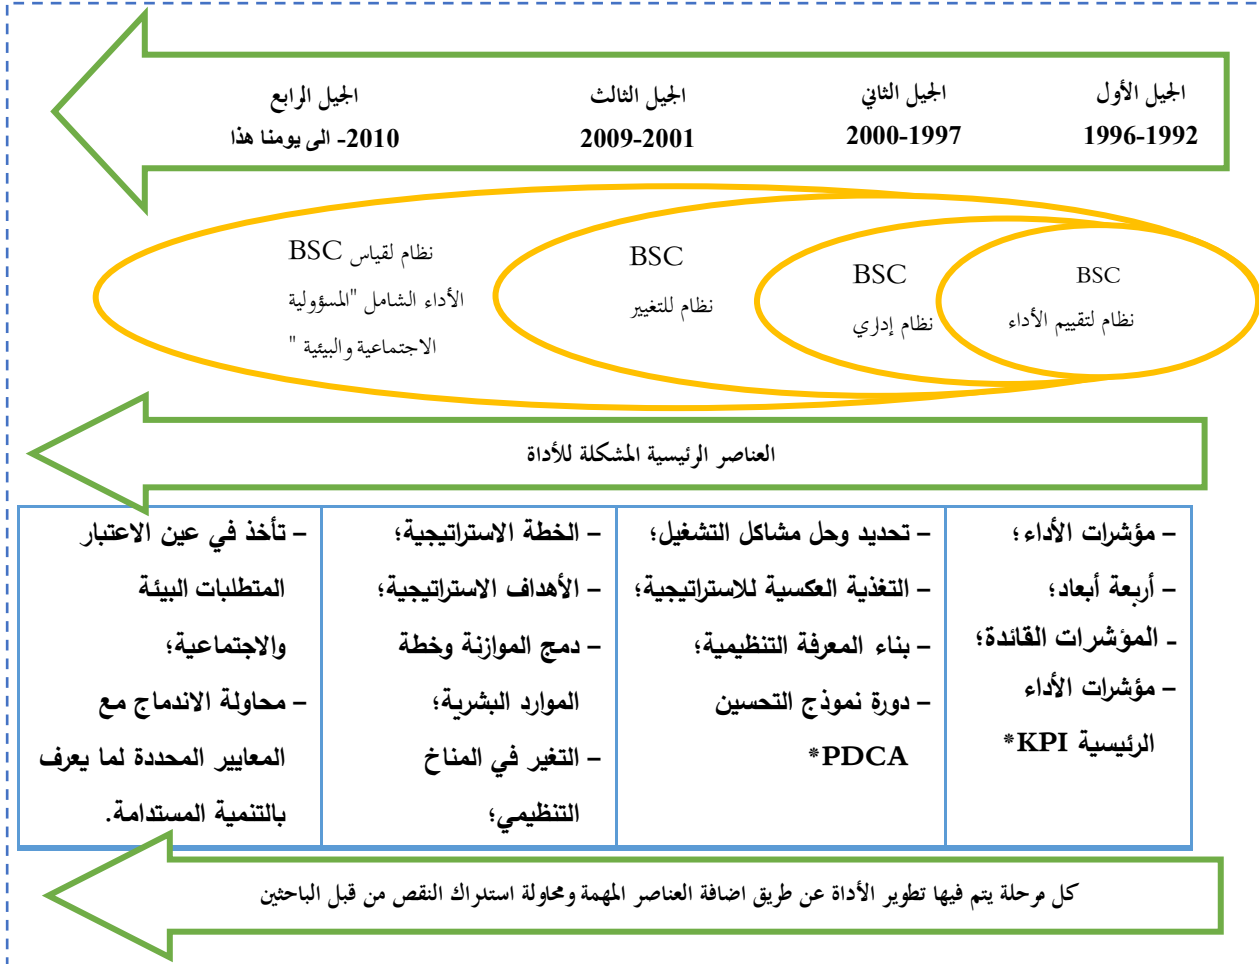 الجيل الأول
1996-1992
الجيل الثاني
2000-1997
الجيل الثالث
2009-2001
الجيل الرابع
2010- الى يومنا هذا
BSC
نظام لتقييم الأداء
BSC
نظام إداري
BSC
نظام للتغيير
BSC نظام لقياس
الأداء الشامل "المسؤولية
الاجتماعية والبيئية "
العناصر الرئيسية المشكلة للأداة
– مؤشرات الأداء؛
– أربعة أبعاد؛
- المؤشرات القائدة؛
– مؤشرات الأداء
الرئيسية KPI*
– تحديد وحل مشاكل التشغيل؛
– التغذية العكسية للاستراتيجية؛
– بناء المعرفة التنظيمية؛
– دورة نموذج التحسين
PDCA*
– الخطة الاستراتيجية؛
– الأهداف الاستراتيجية؛
– دمج الموازنة وخطة
الموارد البشرية؛
– التغير في المناخ
التنظيمي؛
– تأخذ في عين الاعتبار
المتطلبات البيئة
والاجتماعية؛
– محاولة الاندماج مع
المعايير المحددة لما يعرف
بالتنمية المستدامة.
كل مرحلة يتم فيها تطوير الأداة عن طريق اضافة العناصر المهمة ومحاولة استدراك النقص من قبل الباحثين